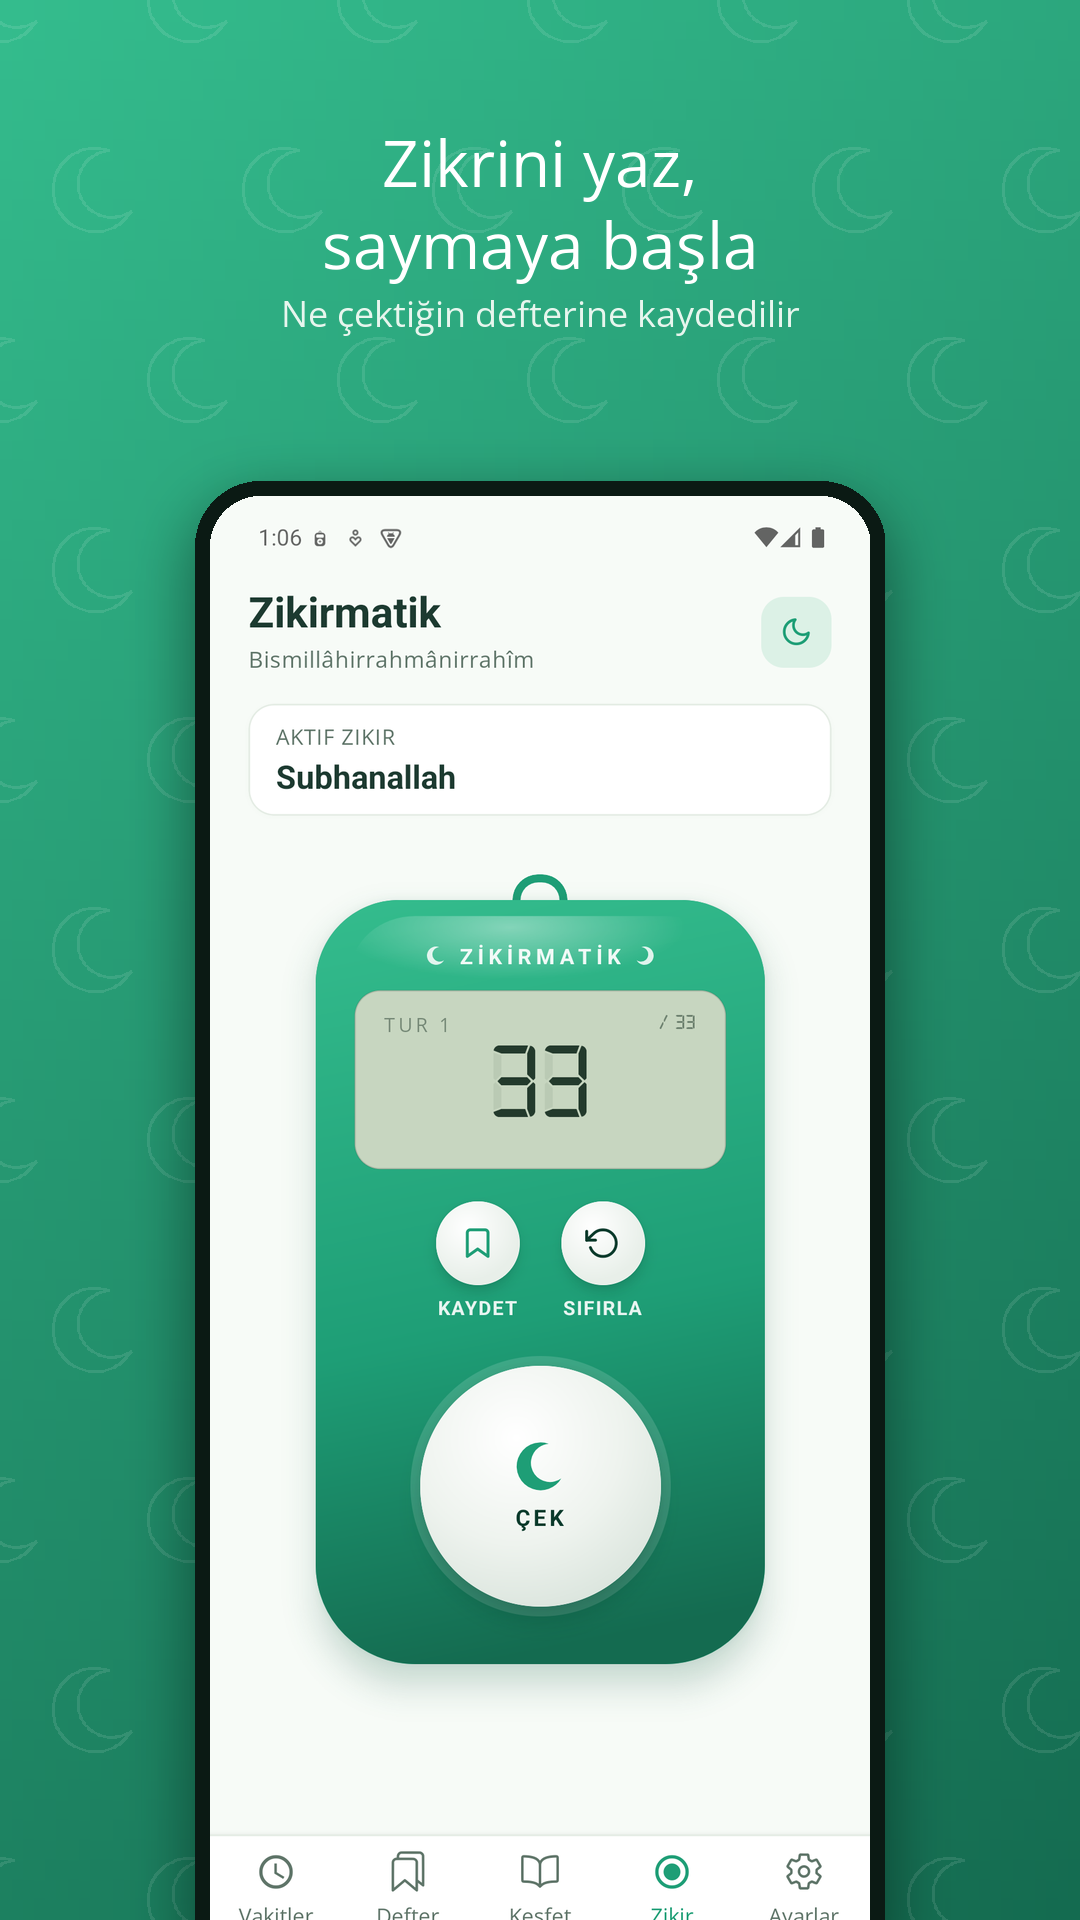 Zikrini yaz,
saymaya başla
Ne çektiğin defterine kaydedilir
1:06
Zikirmatik
Bismillâhirrahmânirrahîm
AKTIF ZIKIR
Subhanallah
ZİKİRMATİK
TUR 1
/ 33
33
KAYDET SIFIRLA
ÇEK
Vakitler Defter Keşfet Zikir Ayarlar